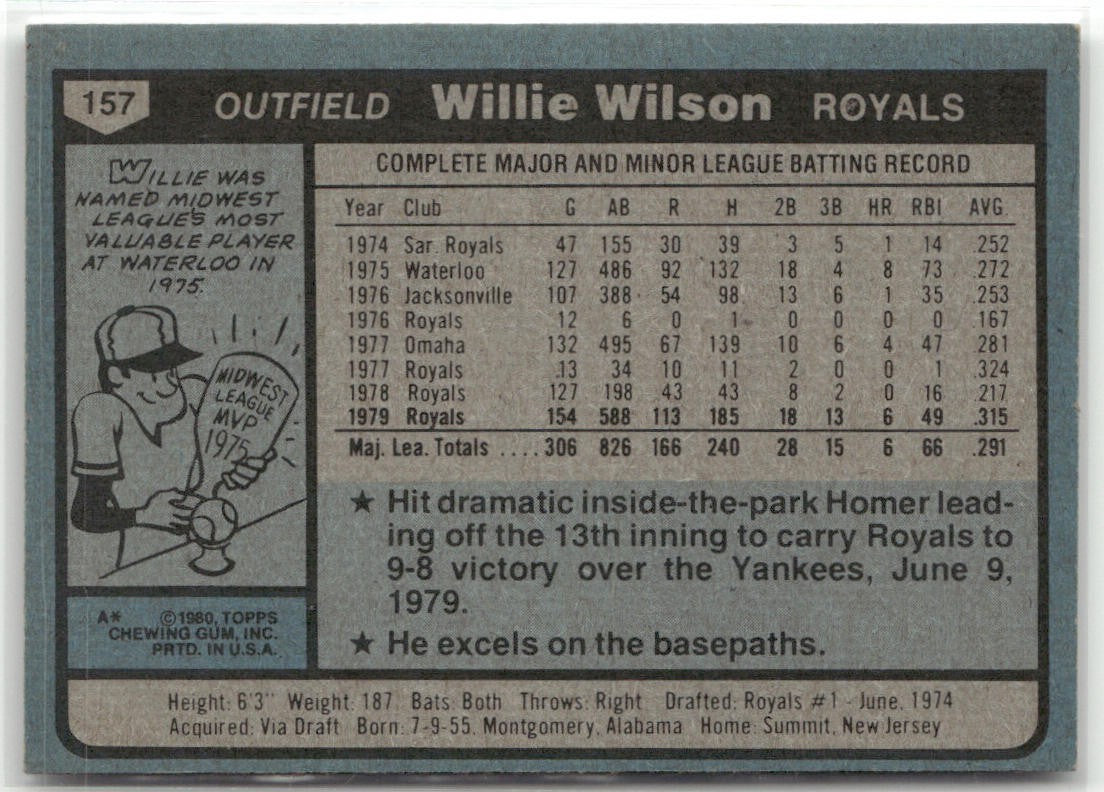 157 OUTFIELD Willie Wilson ROYALS
WILLIE WAS
NAMED MIDWEST
LEAGUE'S MOST
VALUABLE PLAYER
AT WATERLOO IN
1975.
MIDWEST
LEAGUE
MVP
1975
A* ©1980, TOPPS
CHEWING GUM, INC.
PRTD. IN U.S.A.
COMPLETE MAJOR AND MINOR LEAGUE BATTING RECORD
Year Club G AB R H 2B 3B HR RBI AVG.
1974 Sar. Royals 47 155 30 39 3 5 1 14 .252
1975 Waterloo 127 486 92 132 18 4 8 73 .272
1976 Jacksonville 107 388 54 98 13 6 1 35 .253
1976 Royals 12 6 0 1 0 0 0 0 .167
1977 Omaha 132 495 67 139 10 6 4 47 .281
1977 Royals 13 34 10 11 2 0 0 1 .324
1978 Royals 127 198 43 43 8 2 0 16 .217
1979 Royals 154 588 113 185 18 13 6 49 .315
Maj. Lea. Totals .... 306 826 166 240 28 15 6 66 .291
★ Hit dramatic inside-the-park Homer lead-
ing off the 13th inning to carry Royals to
9-8 victory over the Yankees, June 9,
1979.
★ He excels on the basepaths.
Height: 6'3" Weight: 187 Bats: Both Throws: Right Drafted: Royals #1 - June, 1974
Acquired: Via Draft Born: 7-9-55, Montgomery, Alabama Home: Summit, New Jersey